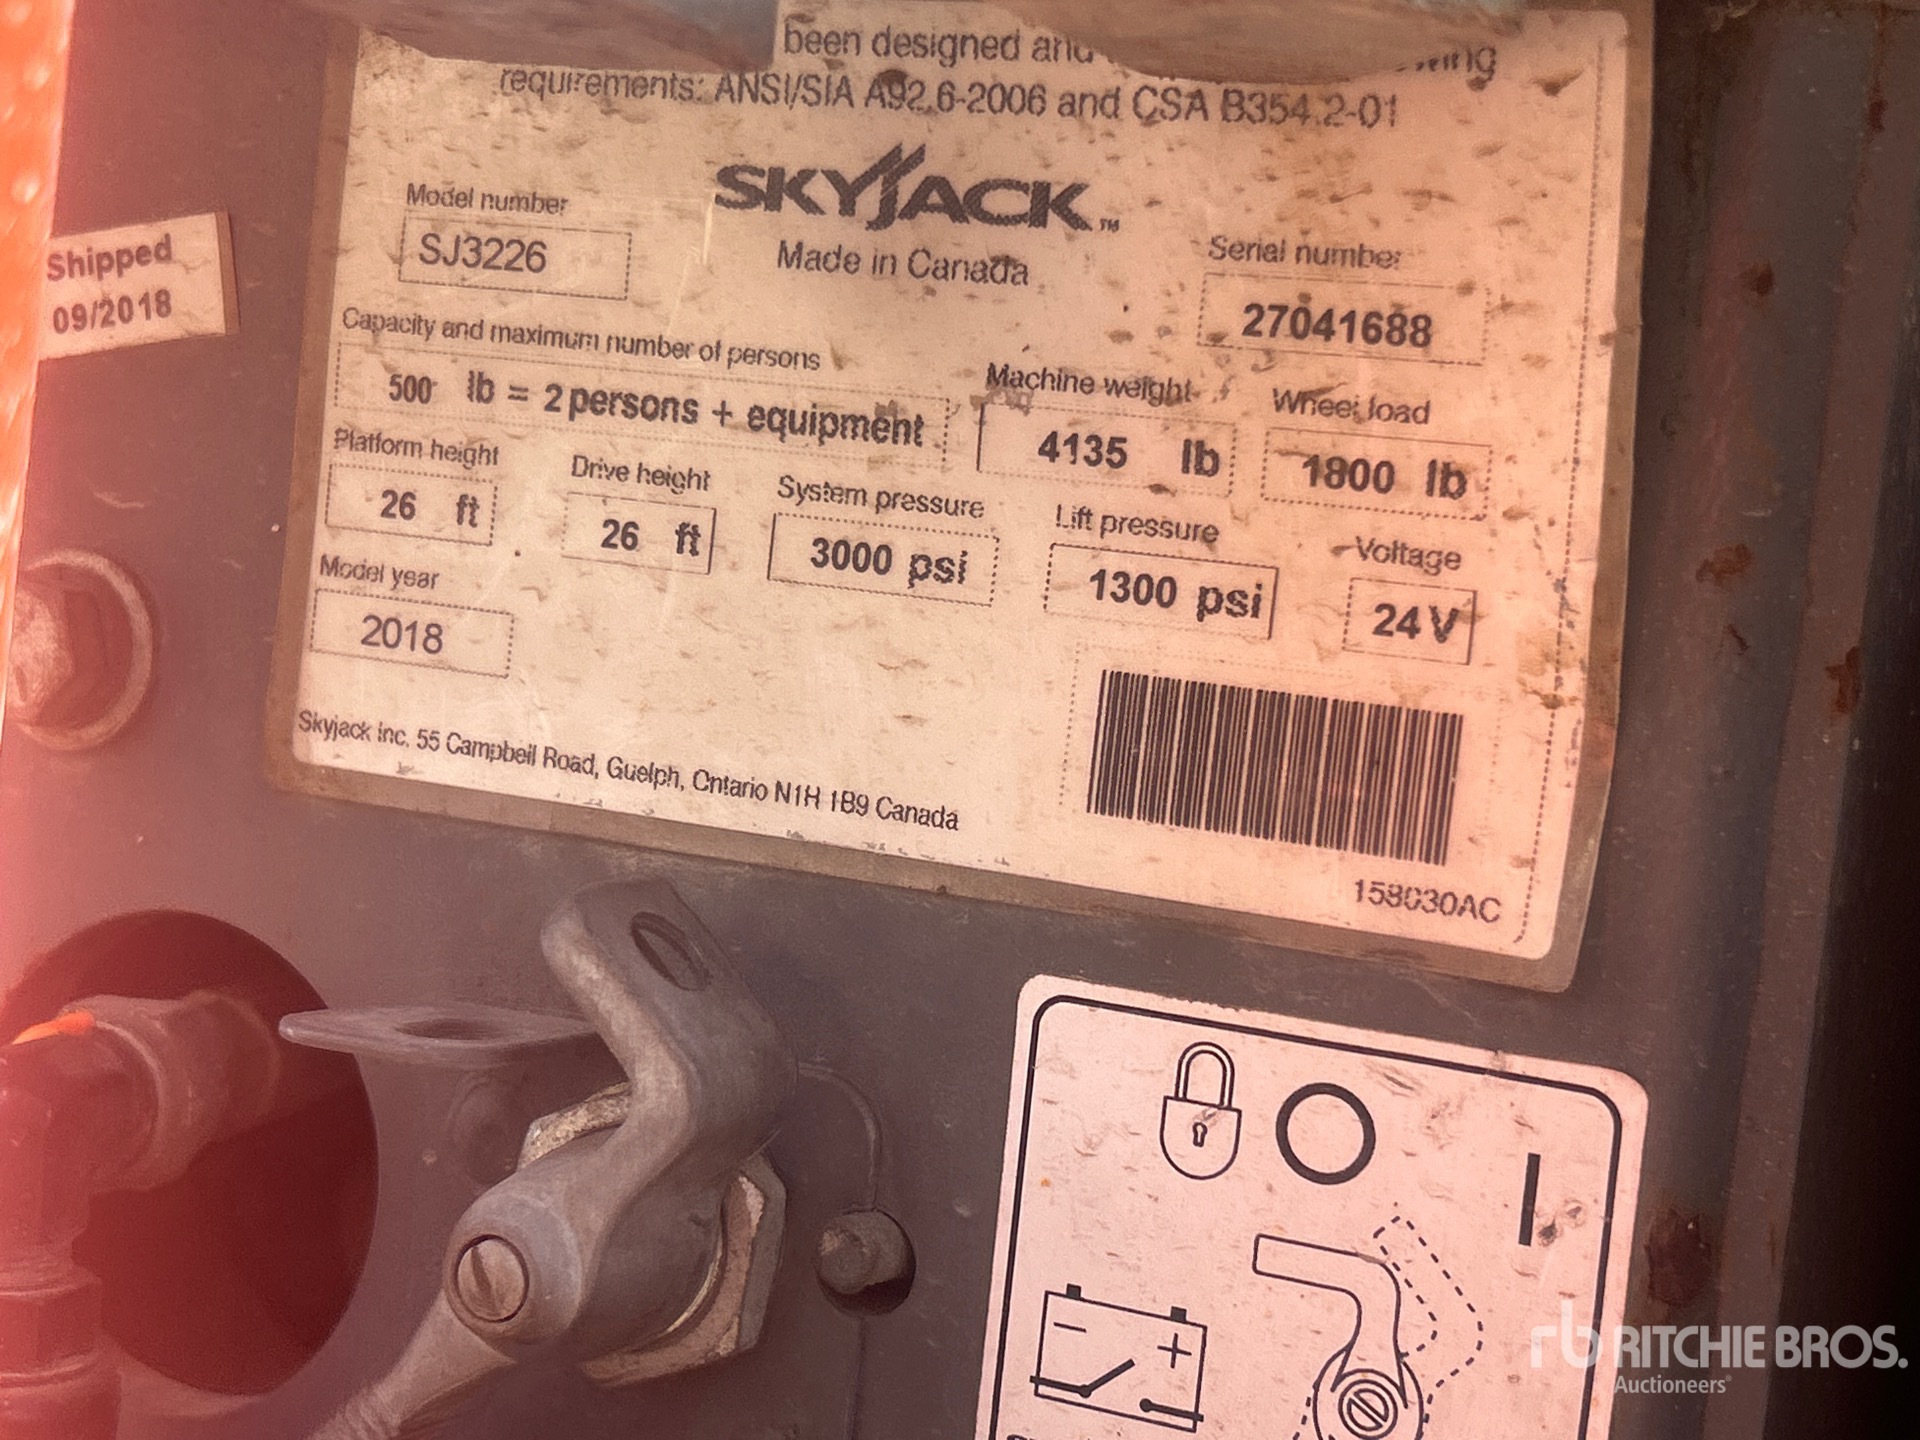 been designed and
requirements: ANSI/SIA A92.6-2006 and CSA B354.2-01
SKYJACK™
Made in Canada
Model number
SJ3226
Serial number
27041688
Shipped
09/2018
Capacity and maximum number of persons
500 lb = 2 persons + equipment
Machine weight
4135 lb
Wheel load
1800 lb
Platform height
26 ft
Drive height
26 ft
System pressure
3000 psi
Lift pressure
1300 psi
Voltage
24 V
Model year
2018
Skyjack Inc. 55 Campbell Road, Guelph, Ontario N1H 1B9 Canada
158030AC
rb RITCHIE BROS.
Auctioneers®